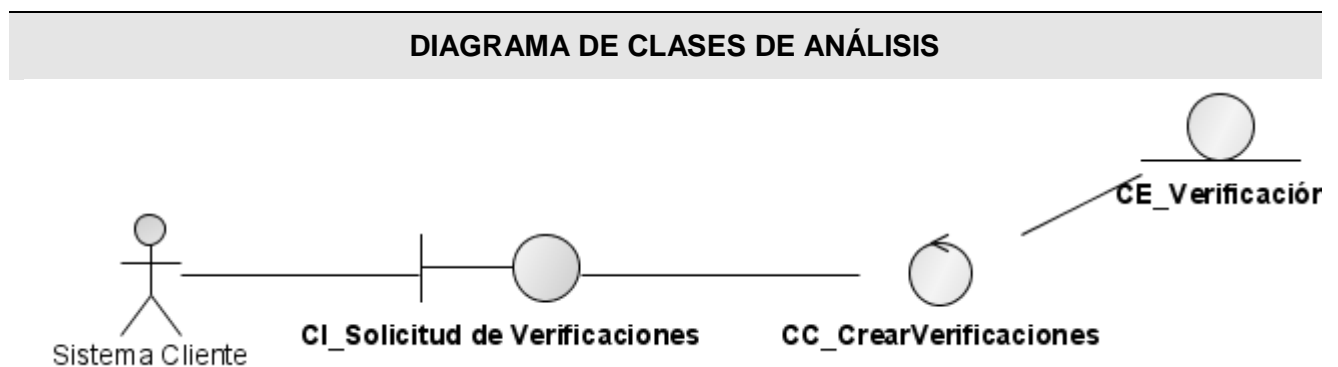 DIAGRAMA DE CLASES DE ANÁLISIS
CE_Verificación
CI_Solicitud de Verificaciones
CC_CrearVerificaciones
Sistema Cliente